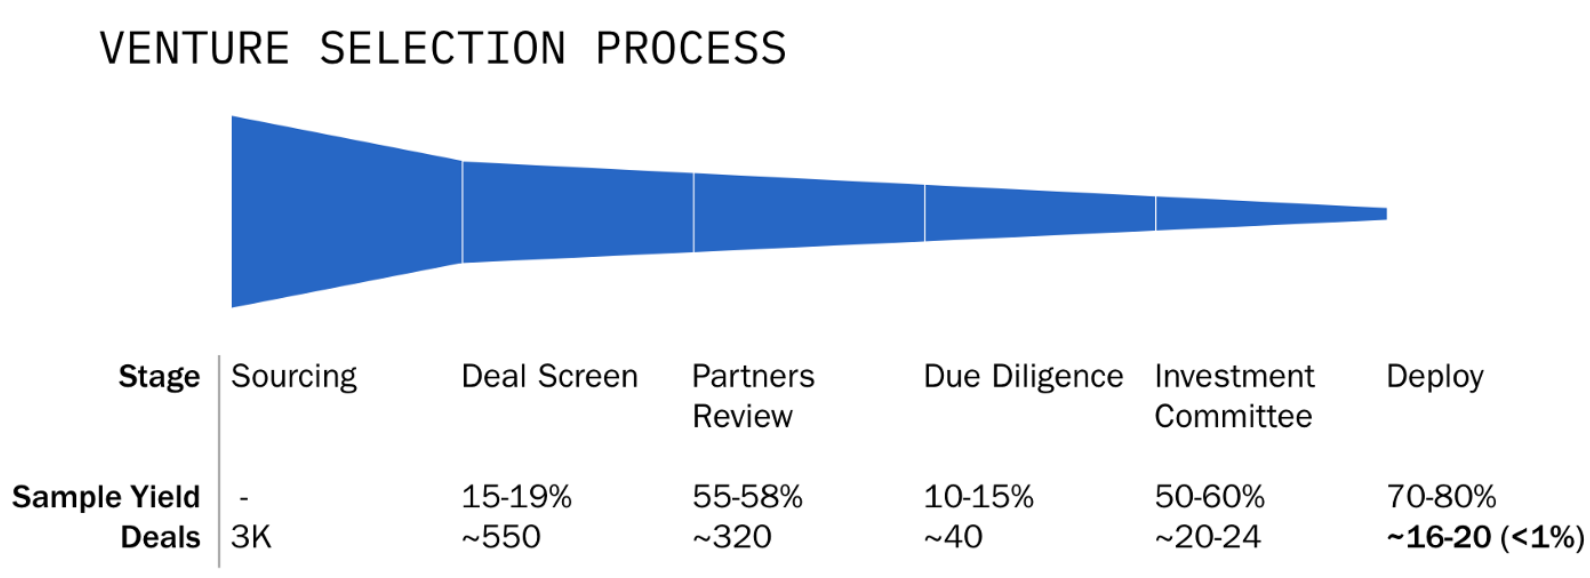 VENTURE SELECTION PROCESS
Stage Sourcing Deal Screen Partners Due Diligence Investment Deploy
Review Committee
Sample Yield - 15-19% 55-58% 10-15% 50-60% 70-80%
Deals 3K ~550 ~320 ~40 ~20-24 ~16-20 (<1%)